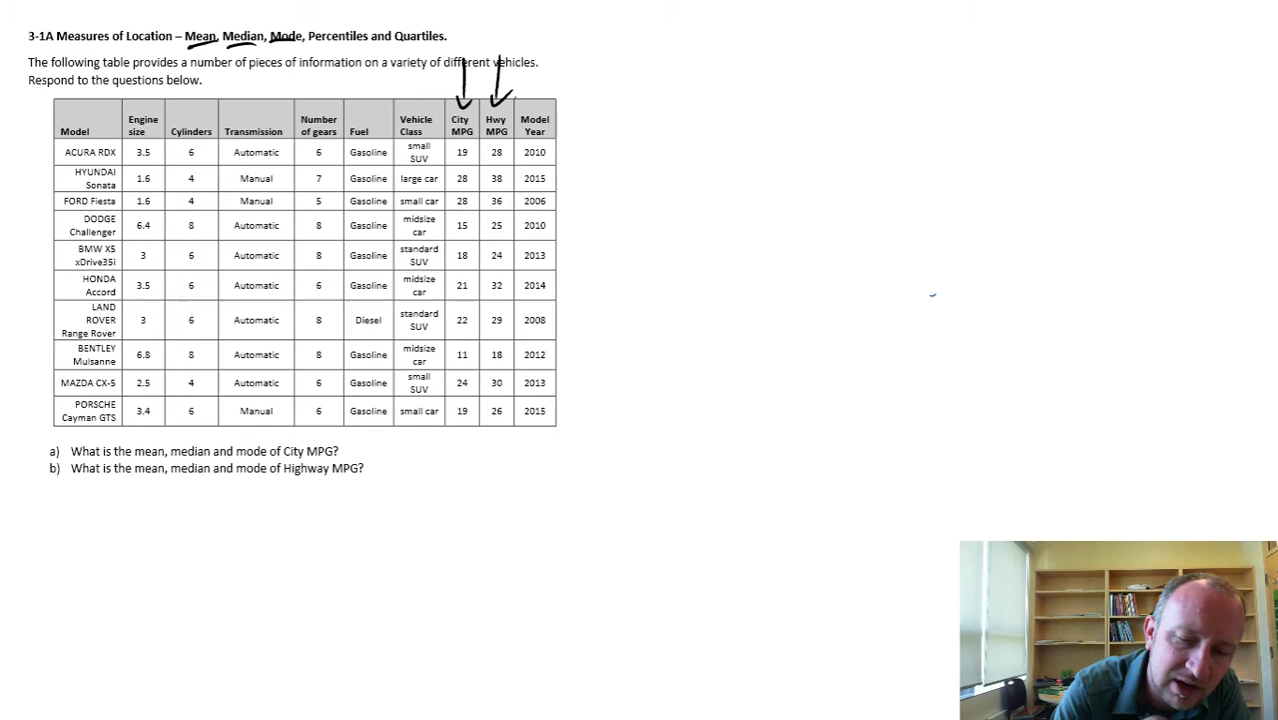 3-1A Measures of Location – Mean, Median, Mode, Percentiles and Quartiles.
The following table provides a number of pieces of information on a variety of different vehicles.
Respond to the questions below.
Model Engine size Cylinders Transmission Number of gears Fuel Vehicle Class City MPG Hwy MPG Model Year
ACURA RDX 3.5 6 Automatic 6 Gasoline small SUV 19 28 2010
HYUNDAI Sonata 1.6 4 Manual 7 Gasoline large car 28 38 2015
FORD Fiesta 1.6 4 Manual 5 Gasoline small car 28 36 2006
DODGE Challenger 6.4 8 Automatic 8 Gasoline midsize car 15 25 2010
BMW X5 xDrive35i 3 6 Automatic 8 Gasoline standard SUV 18 24 2013
HONDA Accord 3.5 6 Automatic 6 Gasoline midsize car 21 32 2014
LAND ROVER Range Rover 3 6 Automatic 8 Diesel standard SUV 22 29 2008
BENTLEY Mulsanne 6.8 8 Automatic 8 Gasoline midsize car 11 18 2012
MAZDA CX-5 2.5 4 Automatic 6 Gasoline small SUV 24 30 2013
PORSCHE Cayman GTS 3.4 6 Manual 6 Gasoline small car 19 26 2015
a) What is the mean, median and mode of City MPG?
b) What is the mean, median and mode of Highway MPG?